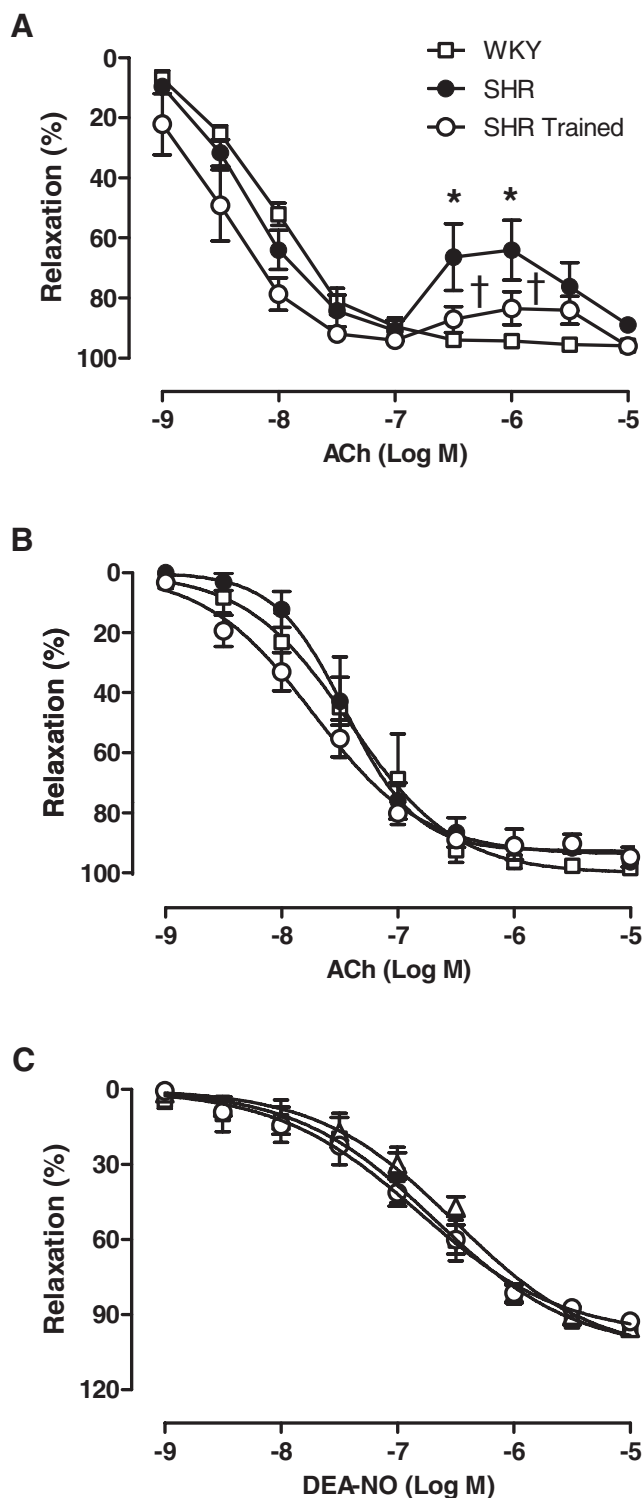 A
WKY
SHR
SHR Trained
Relaxation (%)
0
20
40
60
80
100
* *
† †
-9 -8 -7 -6 -5
ACh (Log M)
B
Relaxation (%)
0
20
40
60
80
100
-9 -8 -7 -6 -5
ACh (Log M)
C
Relaxation (%)
0
30
60
90
120
-9 -8 -7 -6 -5
DEA-NO (Log M)